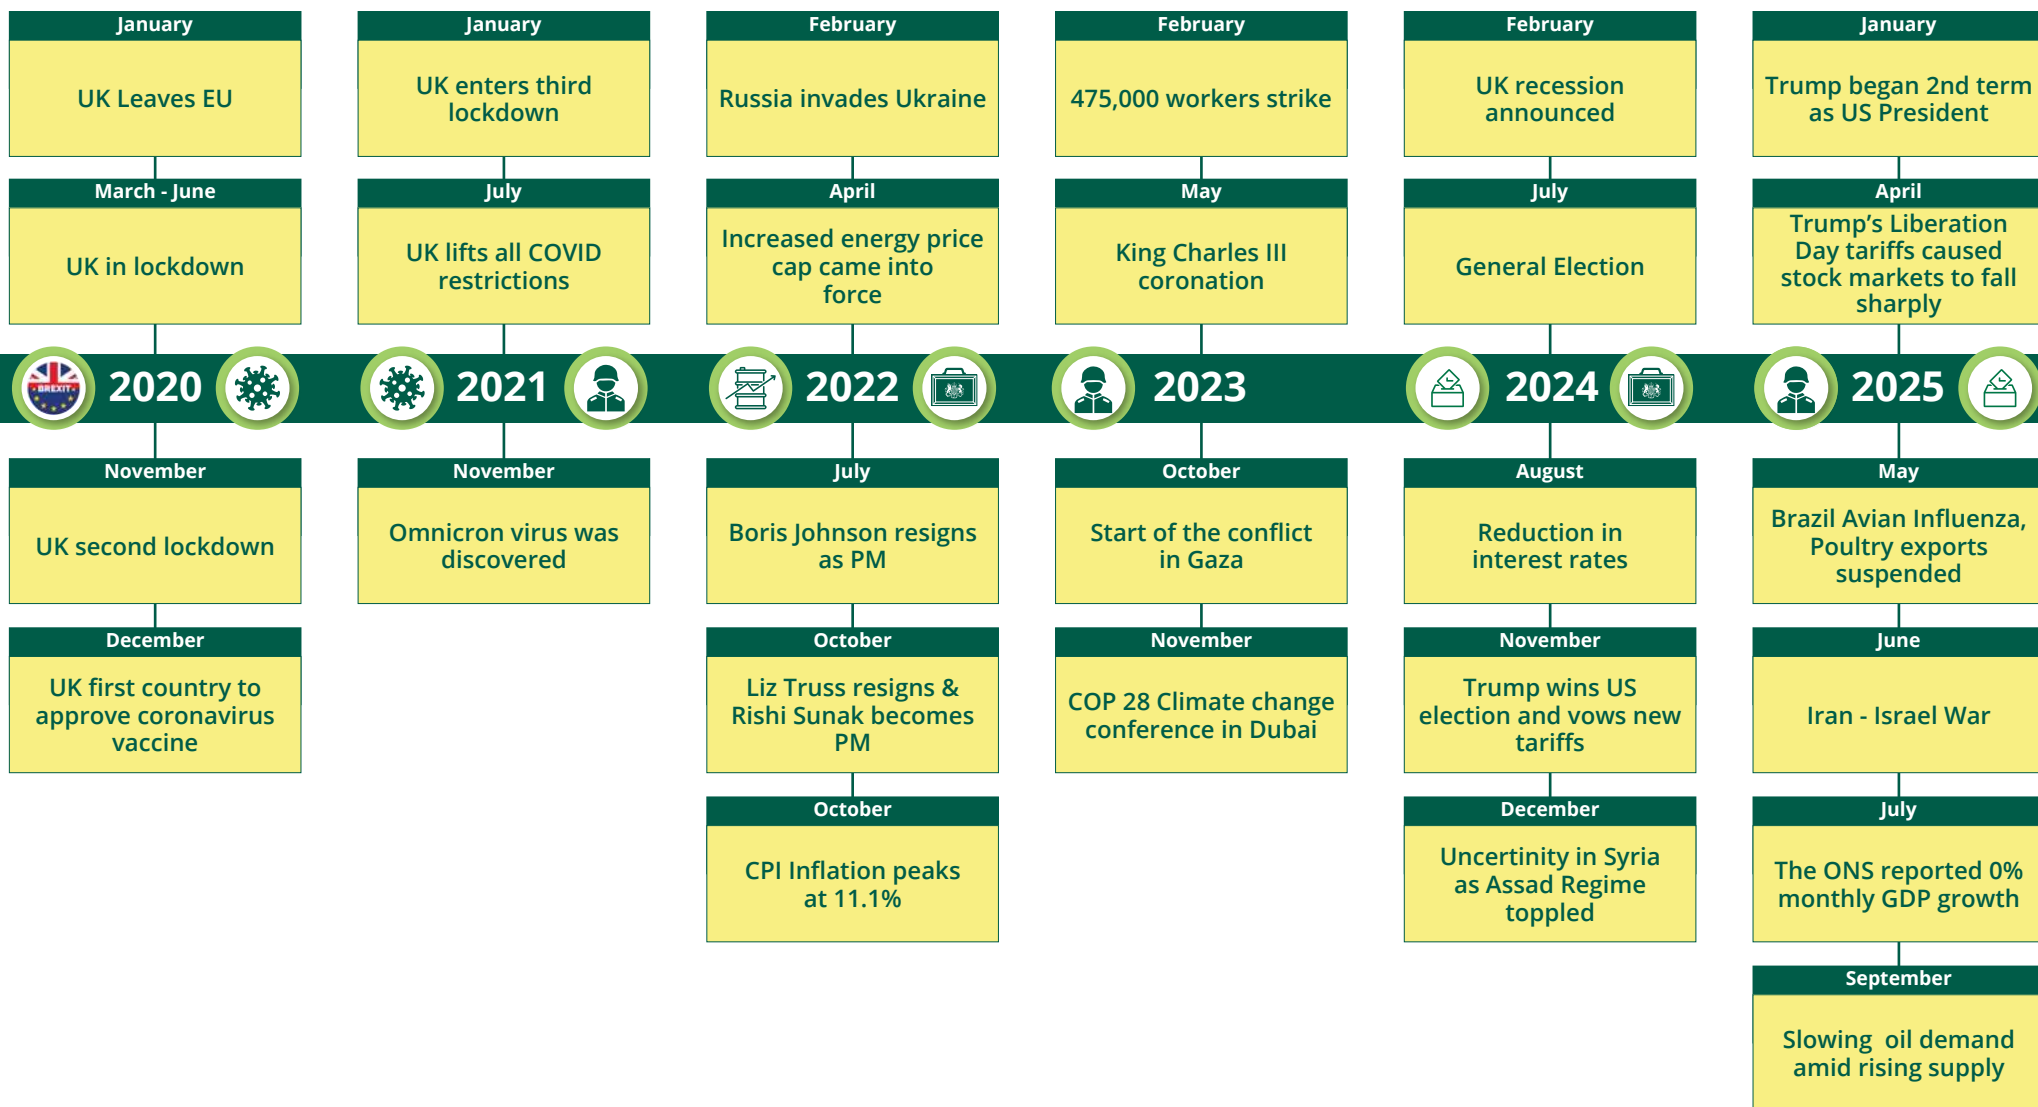 January
UK Leaves EU
March - June
UK in lockdown
BREXIT
2020
November
UK second lockdown
December
UK first country to
approve coronavirus
vaccine
January
UK enters third
lockdown
July
UK lifts all COVID
restrictions
2021
November
Omnicron virus was
discovered
February
Russia invades Ukraine
April
Increased energy price
cap came into
force
2022
July
Boris Johnson resigns
as PM
October
Liz Truss resigns &
Rishi Sunak becomes
PM
October
CPI Inflation peaks
at 11.1%
February
475,000 workers strike
May
King Charles III
coronation
2023
October
Start of the conflict
in Gaza
November
COP 28 Climate change
conference in Dubai
February
UK recession
announced
July
General Election
2024
August
Reduction in
interest rates
November
Trump wins US
election and vows new
tariffs
December
Uncertinity in Syria
as Assad Regime
toppled
January
Trump began 2nd term
as US President
April
Trump’s Liberation
Day tariffs caused
stock markets to fall
sharply
2025
May
Brazil Avian Influenza,
Poultry exports
suspended
June
Iran - Israel War
July
The ONS reported 0%
monthly GDP growth
September
Slowing oil demand
amid rising supply